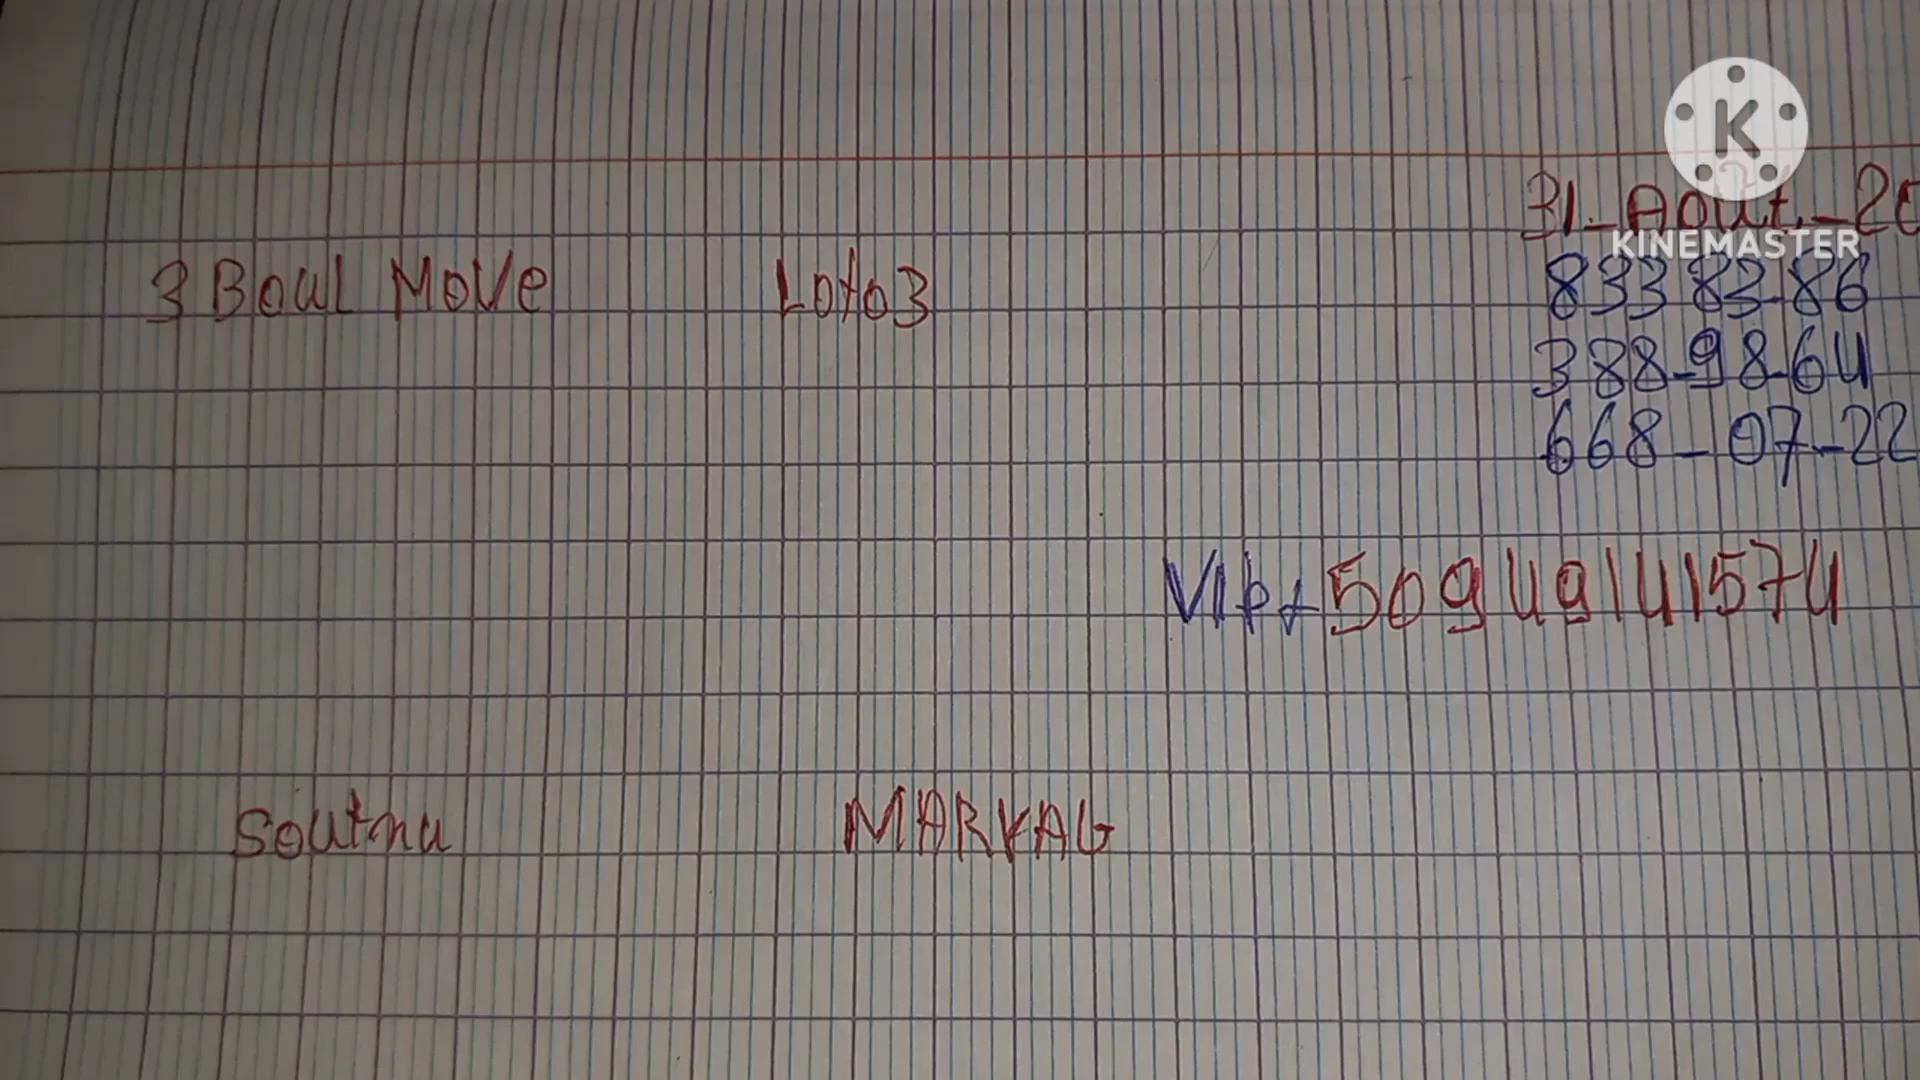 K
KINEMASTER
31-Août-20
3 Boul Move Loto3
833 83-86
388-98-64
668-07-22
VIP+50949141574
Soutnu MARYAG